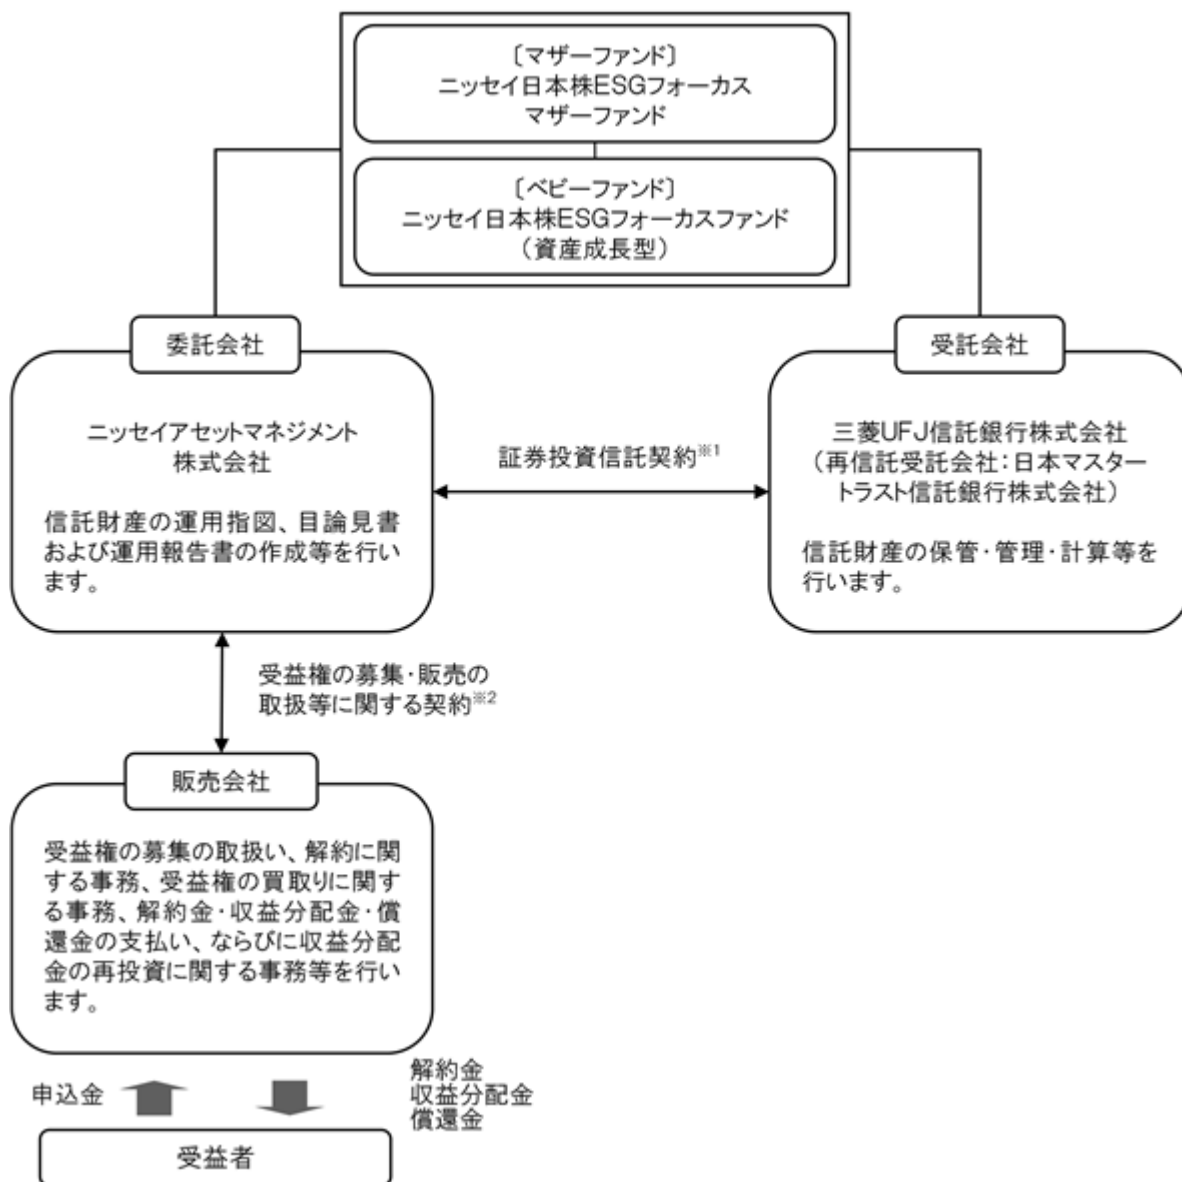 〔マザーファンド〕
ニッセイ日本株ESGフォーカス
マザーファンド
〔ベビーファンド〕
ニッセイ日本株ESGフォーカスファンド
（資産成長型）
委託会社
ニッセイアセットマネジメント
株式会社
信託財産の運用指図、目論見書
および運用報告書の作成等を行い
ます。
証券投資信託契約※1
受託会社
三菱UFJ信託銀行株式会社
（再信託受託会社：日本マスター
トラスト信託銀行株式会社）
信託財産の保管・管理・計算等を
行います。
受益権の募集・販売の
取扱等に関する契約※2
販売会社
受益権の募集の取扱い、解約に関
する事務、受益権の買取りに関す
る事務、解約金・収益分配金・償
還金の支払い、ならびに収益分配
金の再投資に関する事務等を行い
ます。
申込金
解約金
収益分配金
償還金
受益者